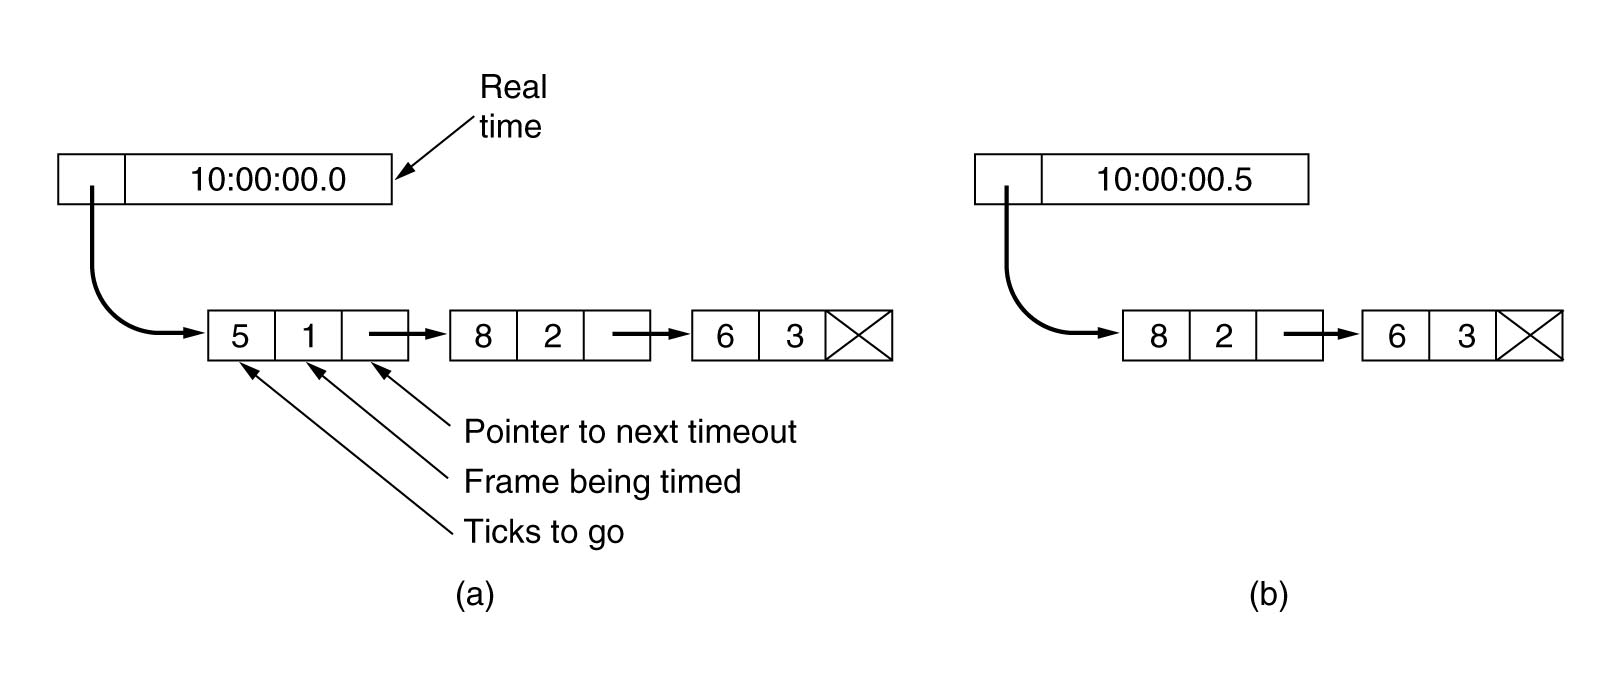 Real
time
10:00:00.0
10:00:00.5
5 1
8 2
6 3
8 2
6 3
Pointer to next timeout
Frame being timed
Ticks to go
(a)
(b)